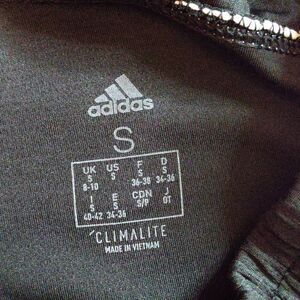 adidas
S
UK US F D
S S S S
8-10 36-38 34-36
I E CDN J
S S S/P OT
40-42 34-36
CLIMALITE
MADE IN VIETNAM